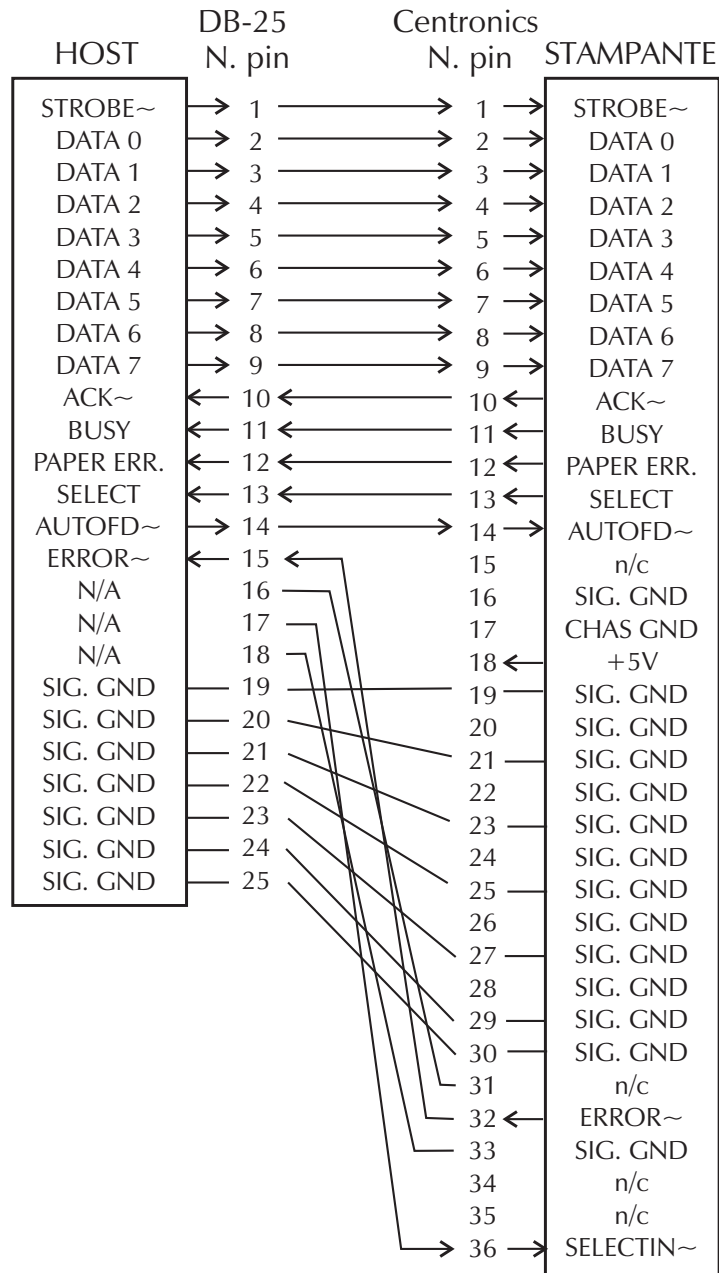 DB-25 Centronics
HOST N. pin N. pin STAMPANTE
STROBE~ 1 1 STROBE~
DATA 0 2 2 DATA 0
DATA 1 3 3 DATA 1
DATA 2 4 4 DATA 2
DATA 3 5 5 DATA 3
DATA 4 6 6 DATA 4
DATA 5 7 7 DATA 5
DATA 6 8 8 DATA 6
DATA 7 9 9 DATA 7
ACK~ 10 10 ACK~
BUSY 11 11 BUSY
PAPER ERR. 12 12 PAPER ERR.
SELECT 13 13 SELECT
AUTOFD~ 14 14 AUTOFD~
ERROR~ 15 15 n/c
N/A 16 16 SIG. GND
N/A 17 17 CHAS GND
N/A 18 18 +5V
SIG. GND 19 19 SIG. GND
SIG. GND 20 20 SIG. GND
SIG. GND 21 21 SIG. GND
SIG. GND 22 22 SIG. GND
SIG. GND 23 23 SIG. GND
SIG. GND 24 24 SIG. GND
SIG. GND 25 25 SIG. GND
26 SIG. GND
27 SIG. GND
28 SIG. GND
29 SIG. GND
30 SIG. GND
31 n/c
32 ERROR~
33 SIG. GND
34 n/c
35 n/c
36 SELECTIN~